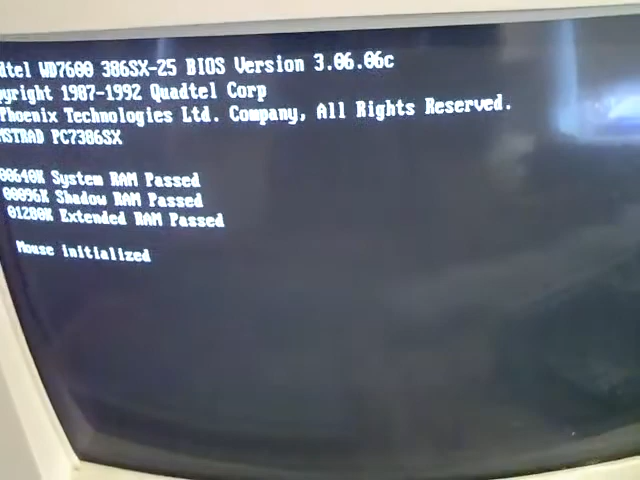 dtel WD7600 386SX-25 BIOS Version 3.06.06c
pyright 1987-1992 Quadtel Corp
Phoenix Technologies Ltd. Company, All Rights Reserved.
MSTRAD PC7386SX
00640K System RAM Passed
00096K Shadow RAM Passed
01280K Extended RAM Passed
Mouse initialized